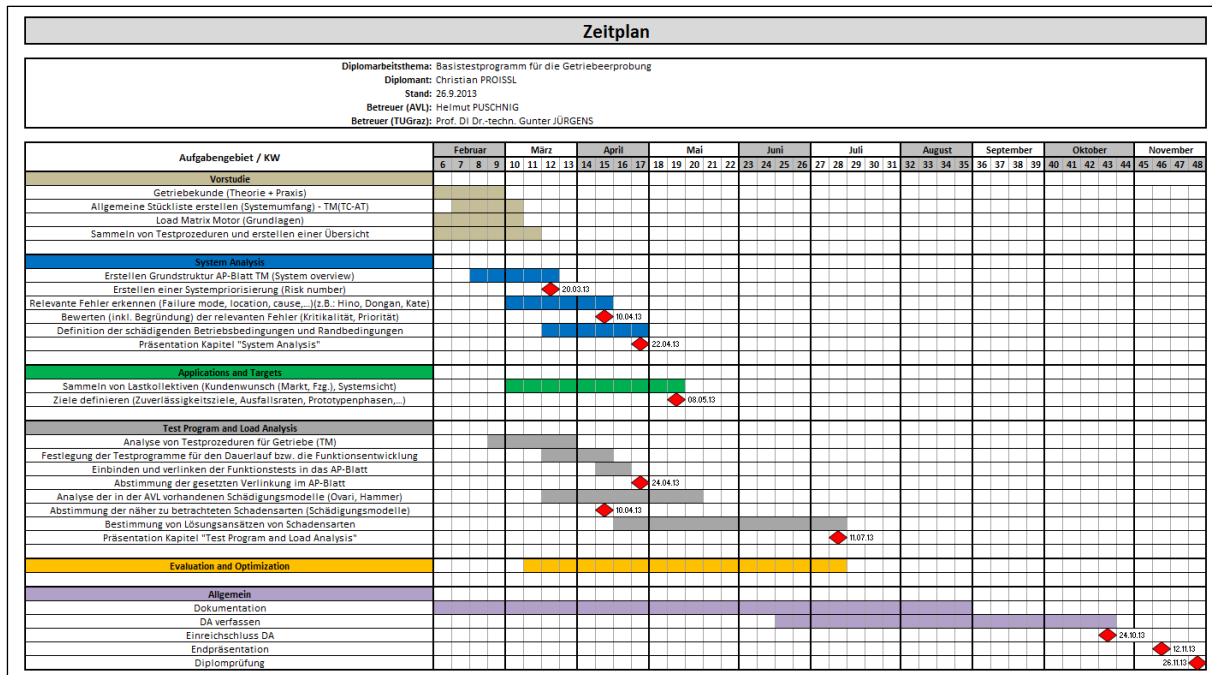 Zeitplan
Diplomarbeitsthema: Basistestprogramm für die Getriebeerprobung
Diplomant: Christian PROISSL
Stand: 26.9.2013
Betreuer (AVL): Helmut PUSCHNIG
Betreuer (TUGraz): Prof. DI Dr.-techn. Gunter JÜRGENS
Aufgabengebiet / KW
Februar März April Mai Juni Juli August September Oktober November
6 7 8 9 10 11 12 13 14 15 16 17 18 19 20 21 22 23 24 25 26 27 28 29 30 31 32 33 34 35 36 37 38 39 40 41 42 43 44 45 46 47 48
Vorstudie
Getriebekunde (Theorie + Praxis)
Allgemeine Stückliste erstellen (Systemumfang) - TM(TC-AT)
Load Matrix Motor (Grundlagen)
Sammeln von Testprozeduren und erstellen einer Übersicht
System Analysis
Erstellen Grundstruktur AP-Blatt TM (System overview)
Erstellen einer Systempriorisierung (Risk number) 20.03.13
Relevante Fehler erkennen (Failure mode, location, cause,...)(z.B.: Hino, Dongan, Kate)
Bewerten (inkl. Begründung) der relevanten Fehler (Kritikalität, Priorität) 10.04.13
Definition der schädigenden Betriebsbedingungen und Randbedingungen
Präsentation Kapitel "System Analysis" 22.04.13
Applications and Targets
Sammeln von Lastkollektiven (Kundenwunsch (Markt, Fzg.), Systemsicht)
Ziele definieren (Zuverlässigkeitsziele, Ausfallsraten, Prototypenphasen,...) 08.05.13
Test Program and Load Analysis
Analyse von Testprozeduren für Getriebe (TM)
Festlegung der Testprogramme für den Dauerlauf bzw. die Funktionsentwicklung
Einbinden und verlinken der Funktionstests in das AP-Blatt
Abstimmung der gesetzten Verlinkung im AP-Blatt 24.04.13
Analyse der in der AVL vorhandenen Schädigungsmodelle (Ovari, Hammer)
Abstimmung der näher zu betrachteten Schadensarten (Schädigungsmodelle) 10.04.13
Bestimmung von Lösungsansätzen von Schadensarten
Präsentation Kapitel "Test Program and Load Analysis" 11.07.13
Evaluation and Optimization
Allgemein
Dokumentation
DA verfassen
Einreichschluss DA 24.10.13
Endpräsentation 12.11.13
Diplomprüfung 26.11.13